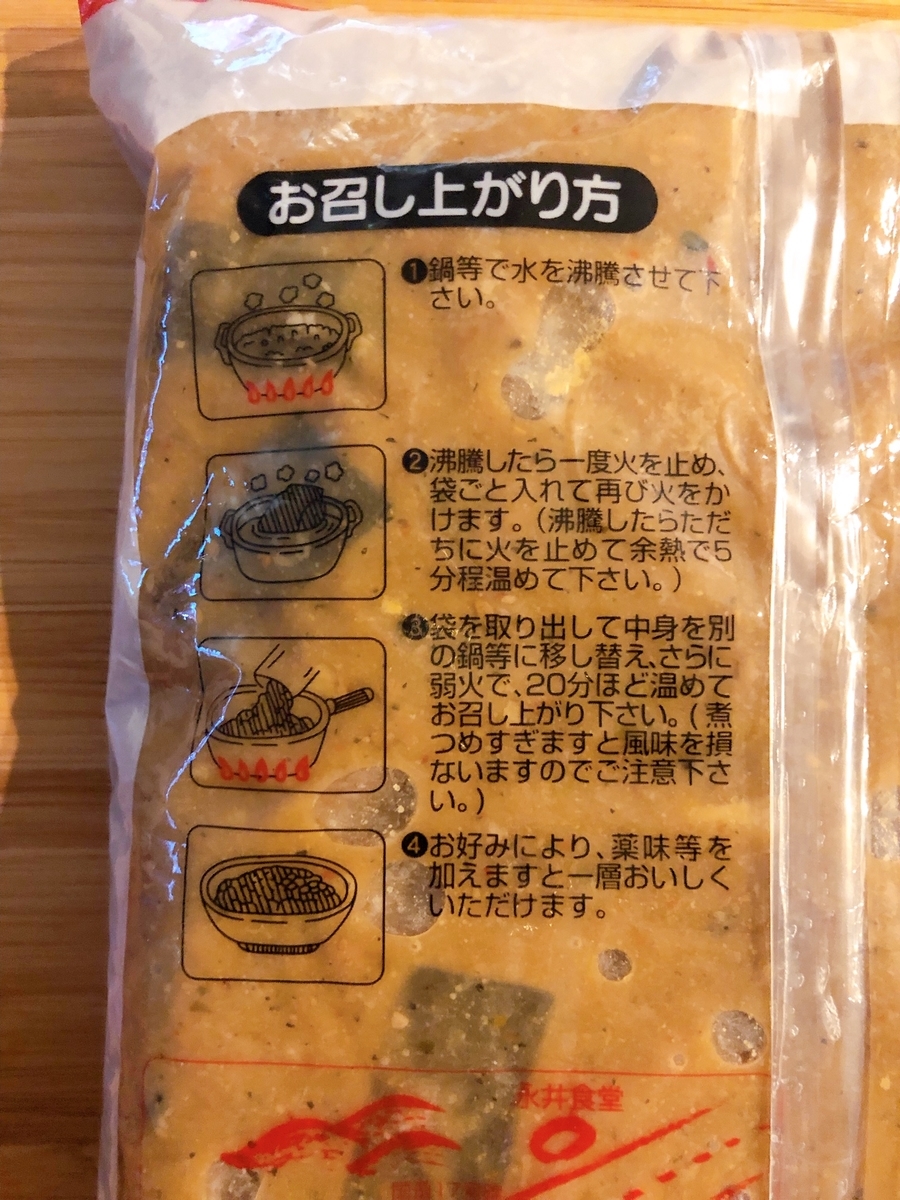 お召し上がり方
❶鍋等で水を沸騰させて下
さい。
❷沸騰したら一度火を止め、
袋ごと入れて再び火をか
けます。(沸騰したらただ
ちに火を止めて余熱で5
分程温めて下さい。)
❸袋を取り出して中身を別
の鍋等に移し替え、さらに
弱火で、20分ほど温めて
お召し上がり下さい。(煮
つめすぎますと風味を損
ないますのでご注意下さ
い。)
❹お好みにより、薬味等を
加えますと一層おいしく
いただけます。
永井食堂